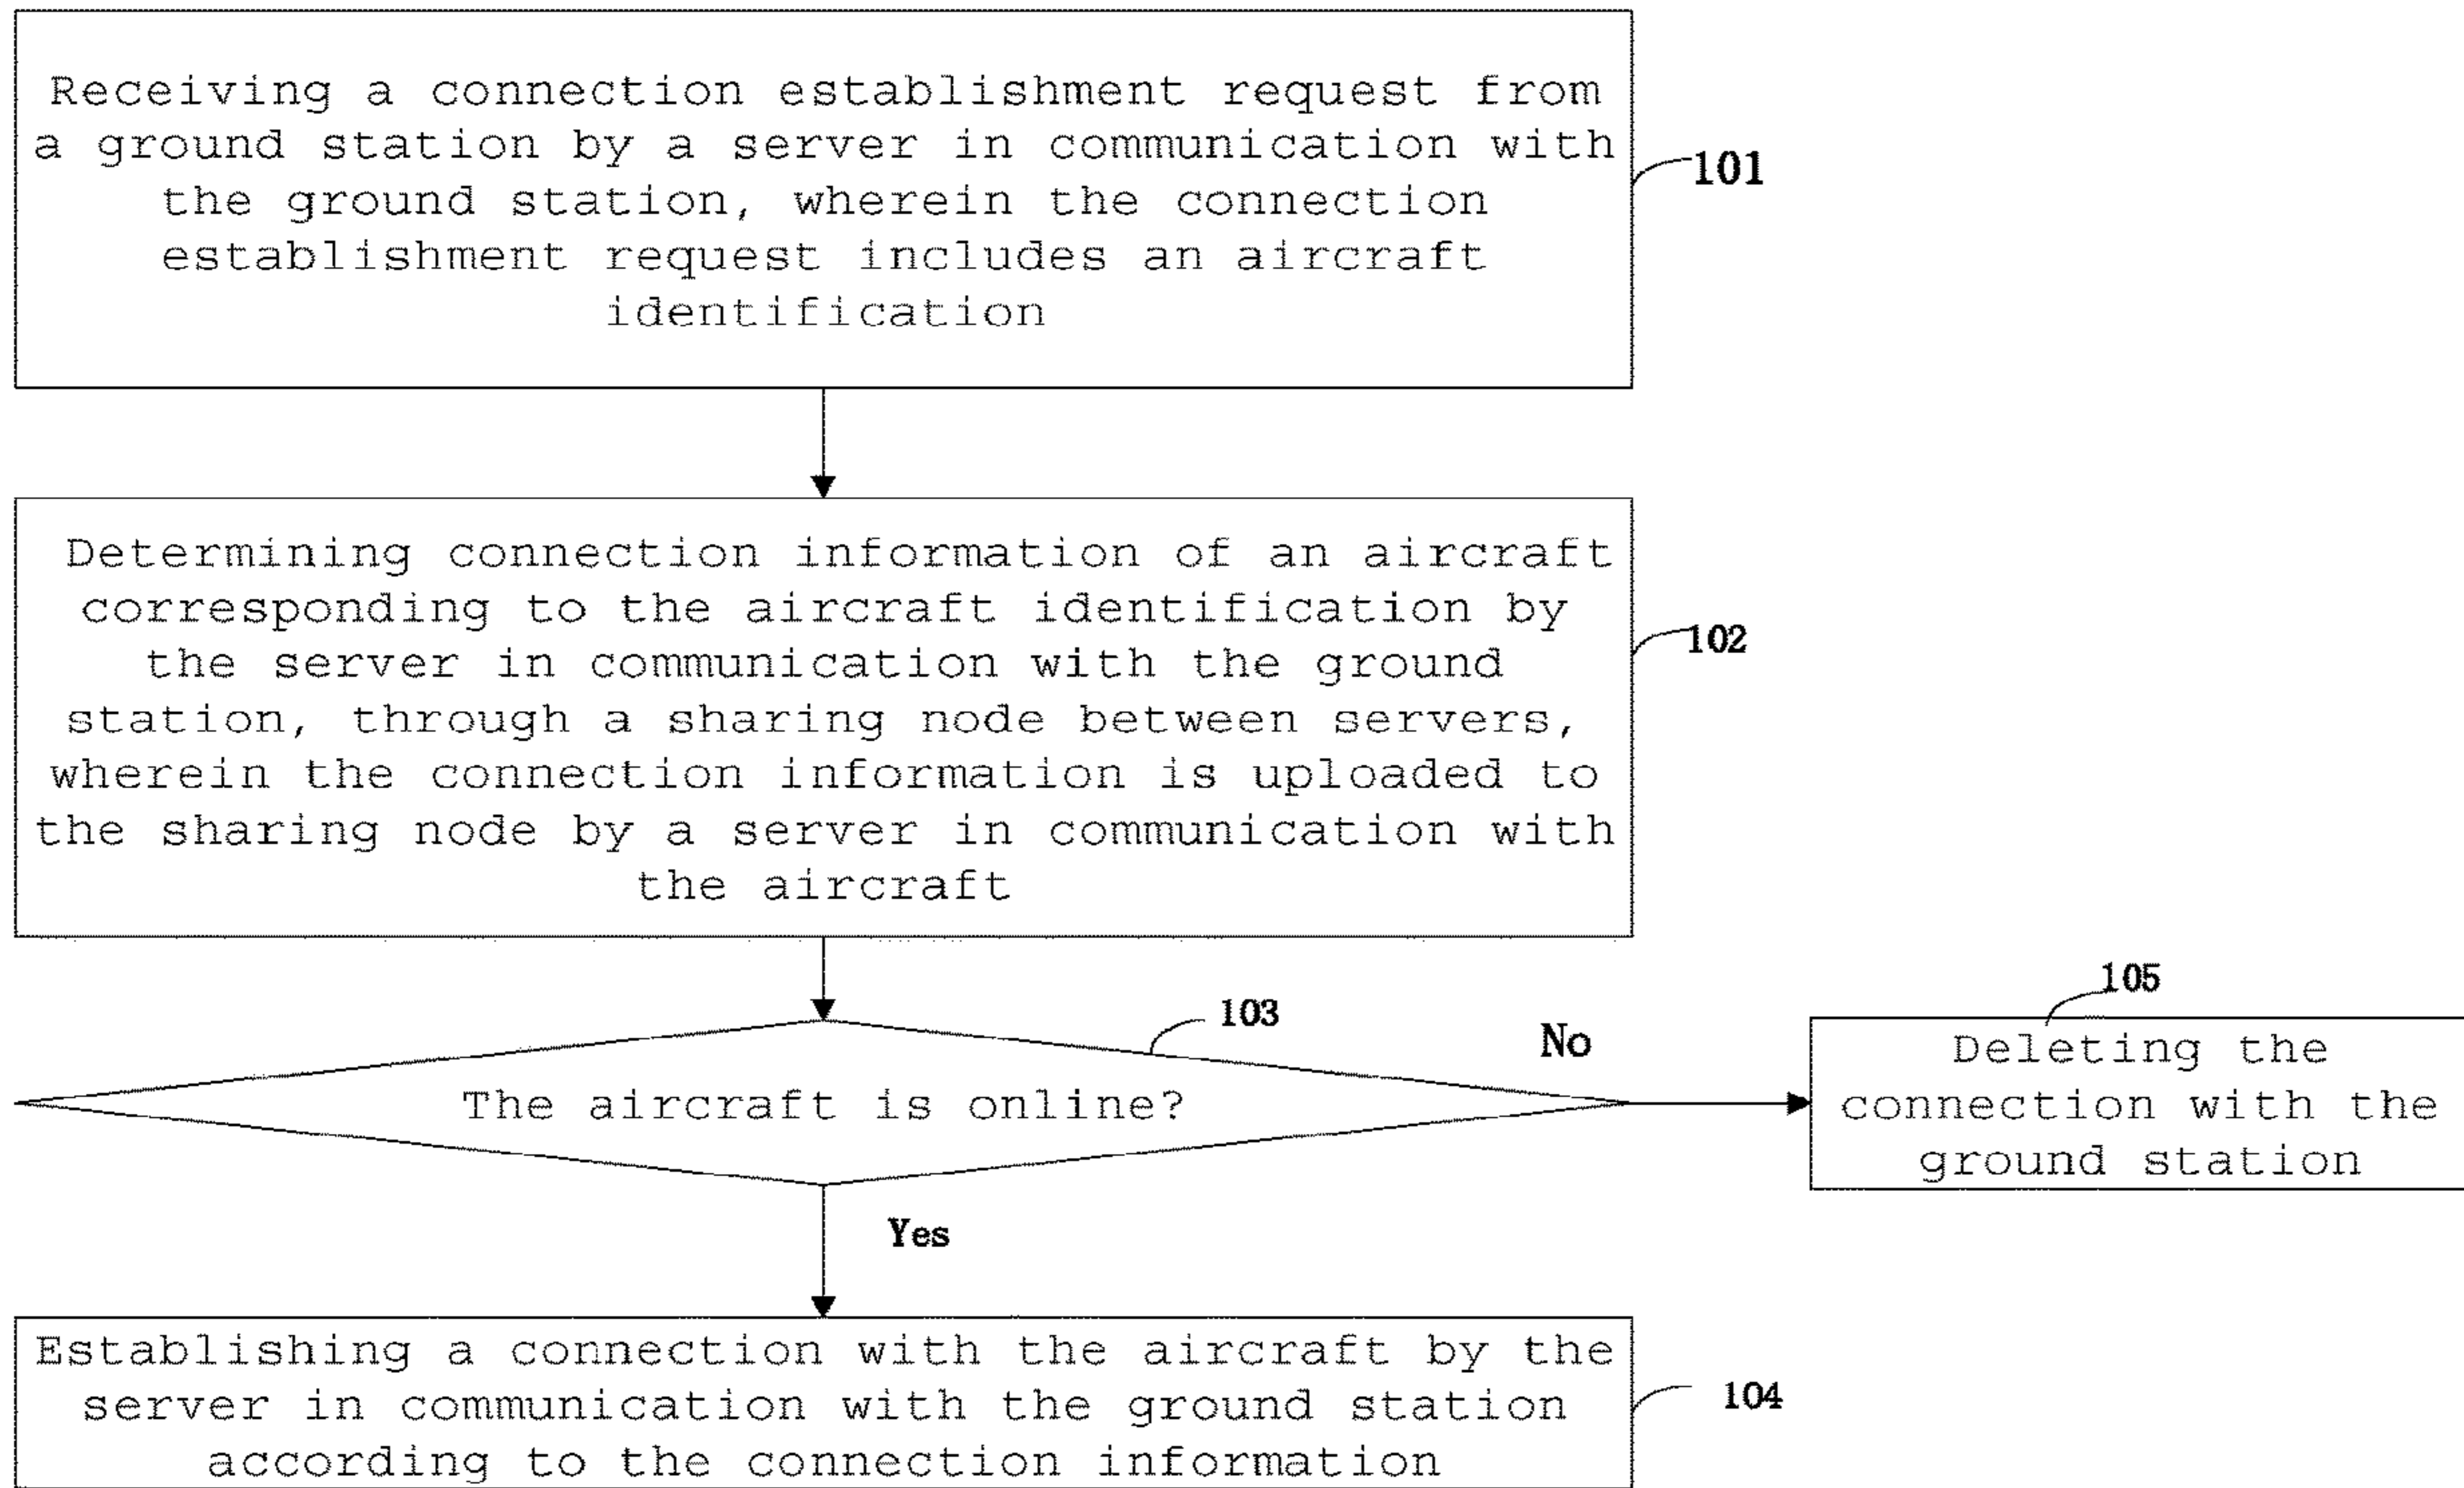 Receiving a connection establishment request from
a ground station by a server in communication with
the ground station, wherein the connection
establishment request includes an aircraft
identification
101
Determining connection information of an aircraft
corresponding to the aircraft identification by
the server in communication with the ground
station, through a sharing node between servers,
wherein the connection information is uploaded to
the sharing node by a server in communication with
the aircraft
102
The aircraft is online?
103
No
105
Deleting the
connection with the
ground station
Yes
Establishing a connection with the aircraft by the
server in communication with the ground station
according to the connection information
104